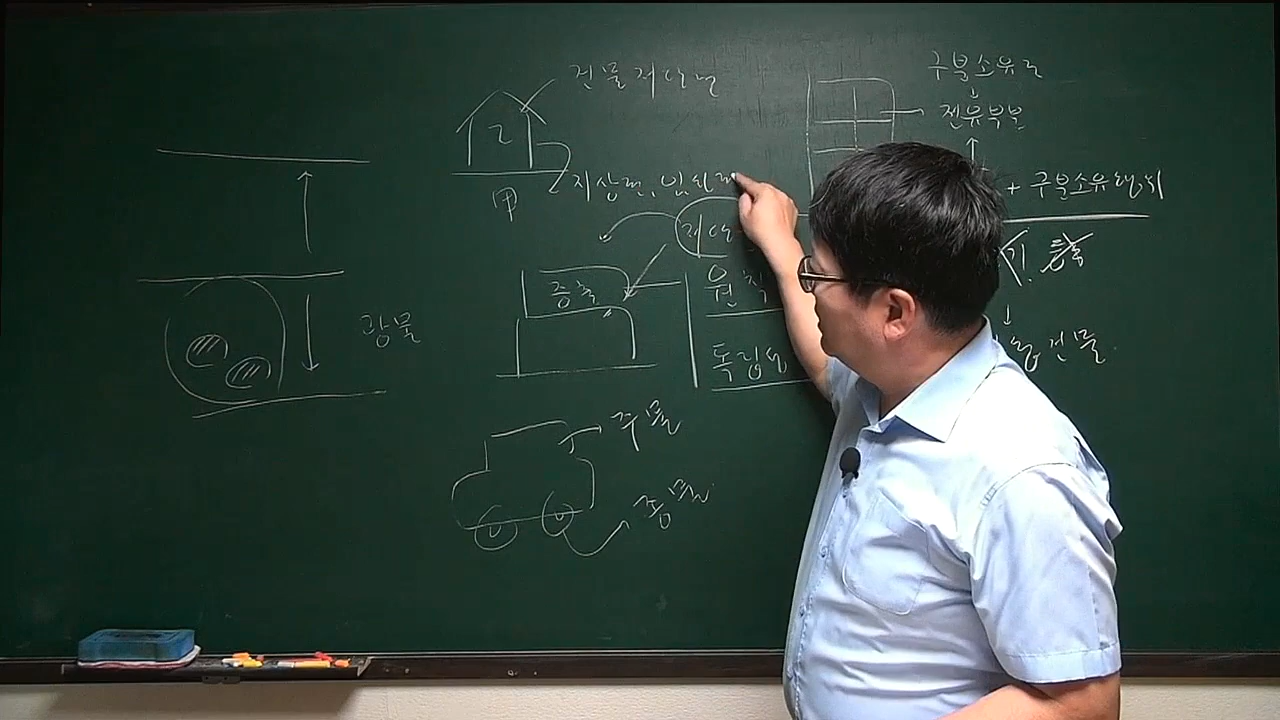 건물저당권
乙
甲
지상권, 임차권
저당
증축
원칙
독립성
광물
주물
종물
구분소유권
전유부분
+ 구분소유행위
건물